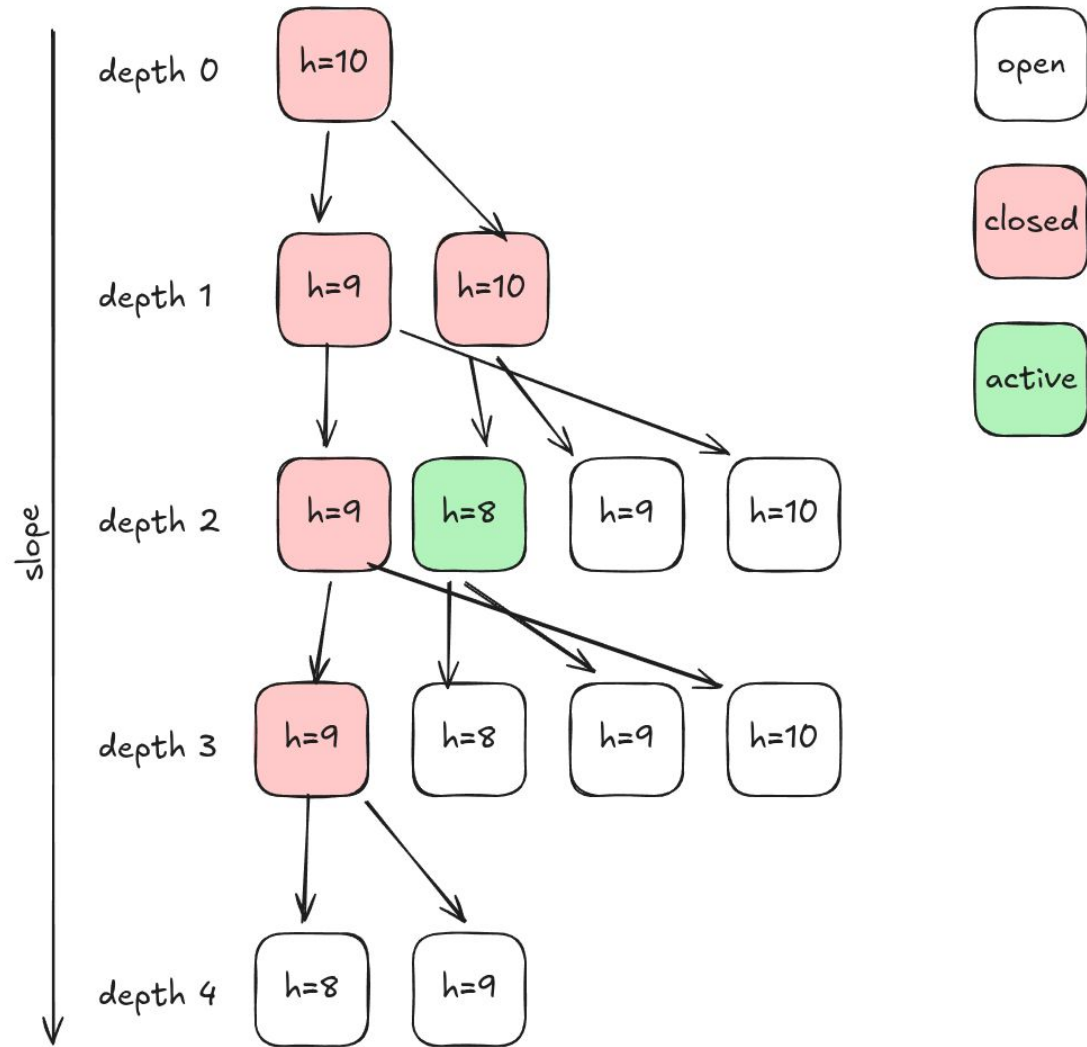 depth 0
h=10
open
closed
depth 1
h=9
h=10
active
slope
depth 2
h=9
h=8
h=9
h=10
depth 3
h=9
h=8
h=9
h=10
depth 4
h=8
h=9